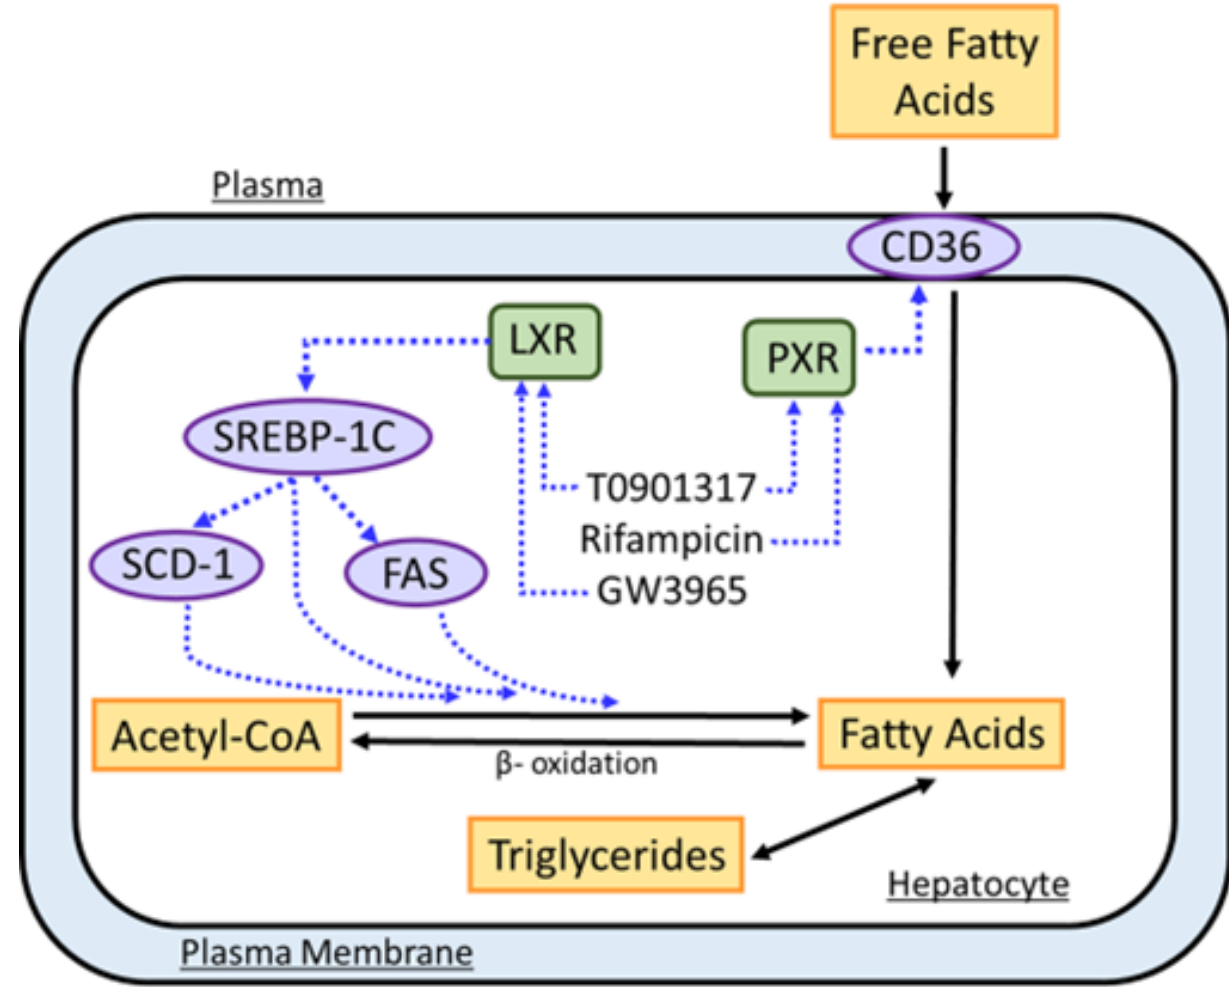 Free Fatty
Acids
Plasma
CD36
LXR
PXR
SREBP-1C
T0901317
Rifampicin
GW3965
SCD-1
FAS
Acetyl-CoA
Fatty Acids
β- oxidation
Triglycerides
Hepatocyte
Plasma Membrane